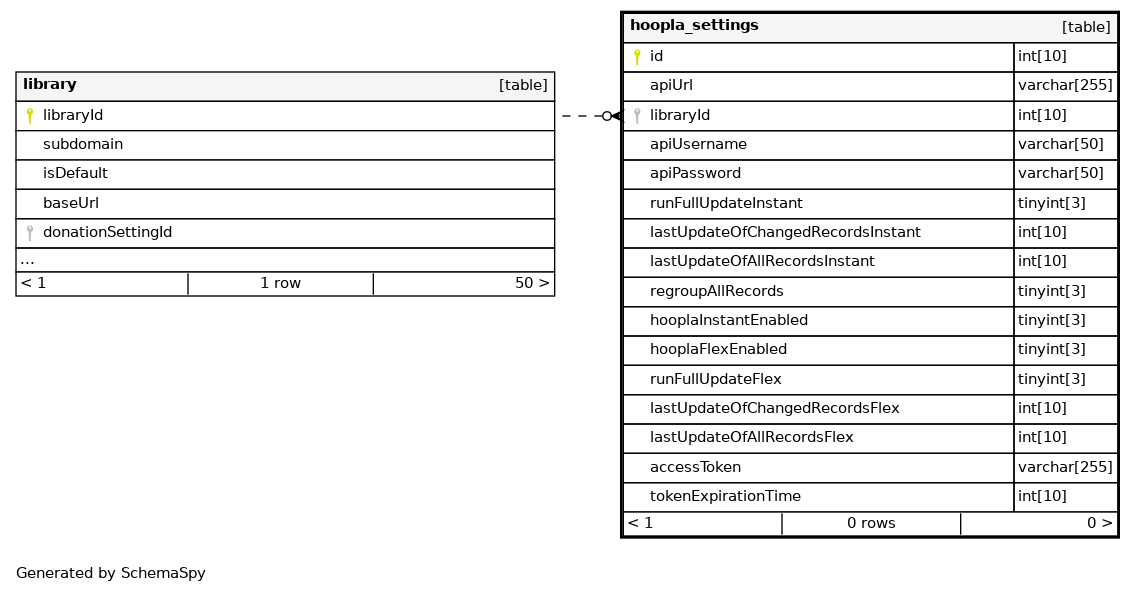 library [table]
libraryId
subdomain
isDefault
baseUrl
donationSettingId
...
< 1 1 row 50 >
hoopla_settings [table]
id int[10]
apiUrl varchar[255]
libraryId int[10]
apiUsername varchar[50]
apiPassword varchar[50]
runFullUpdateInstant tinyint[3]
lastUpdateOfChangedRecordsInstant int[10]
lastUpdateOfAllRecordsInstant int[10]
regroupAllRecords tinyint[3]
hooplaInstantEnabled tinyint[3]
hooplaFlexEnabled tinyint[3]
runFullUpdateFlex tinyint[3]
lastUpdateOfChangedRecordsFlex int[10]
lastUpdateOfAllRecordsFlex int[10]
accessToken varchar[255]
tokenExpirationTime int[10]
< 1 0 rows 0 >
Generated by SchemaSpy